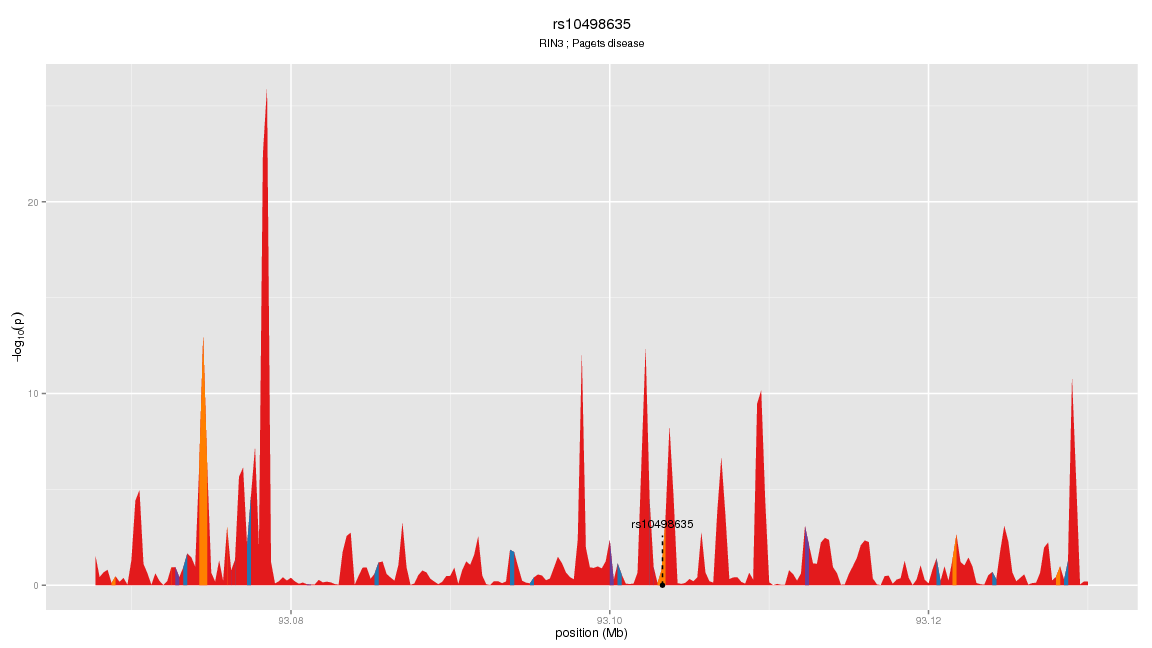 rs10498635
RIN3 ; Pagets disease
−log10(p)
20
10
0
rs10498635
93.08
93.10
93.12
position (Mb)